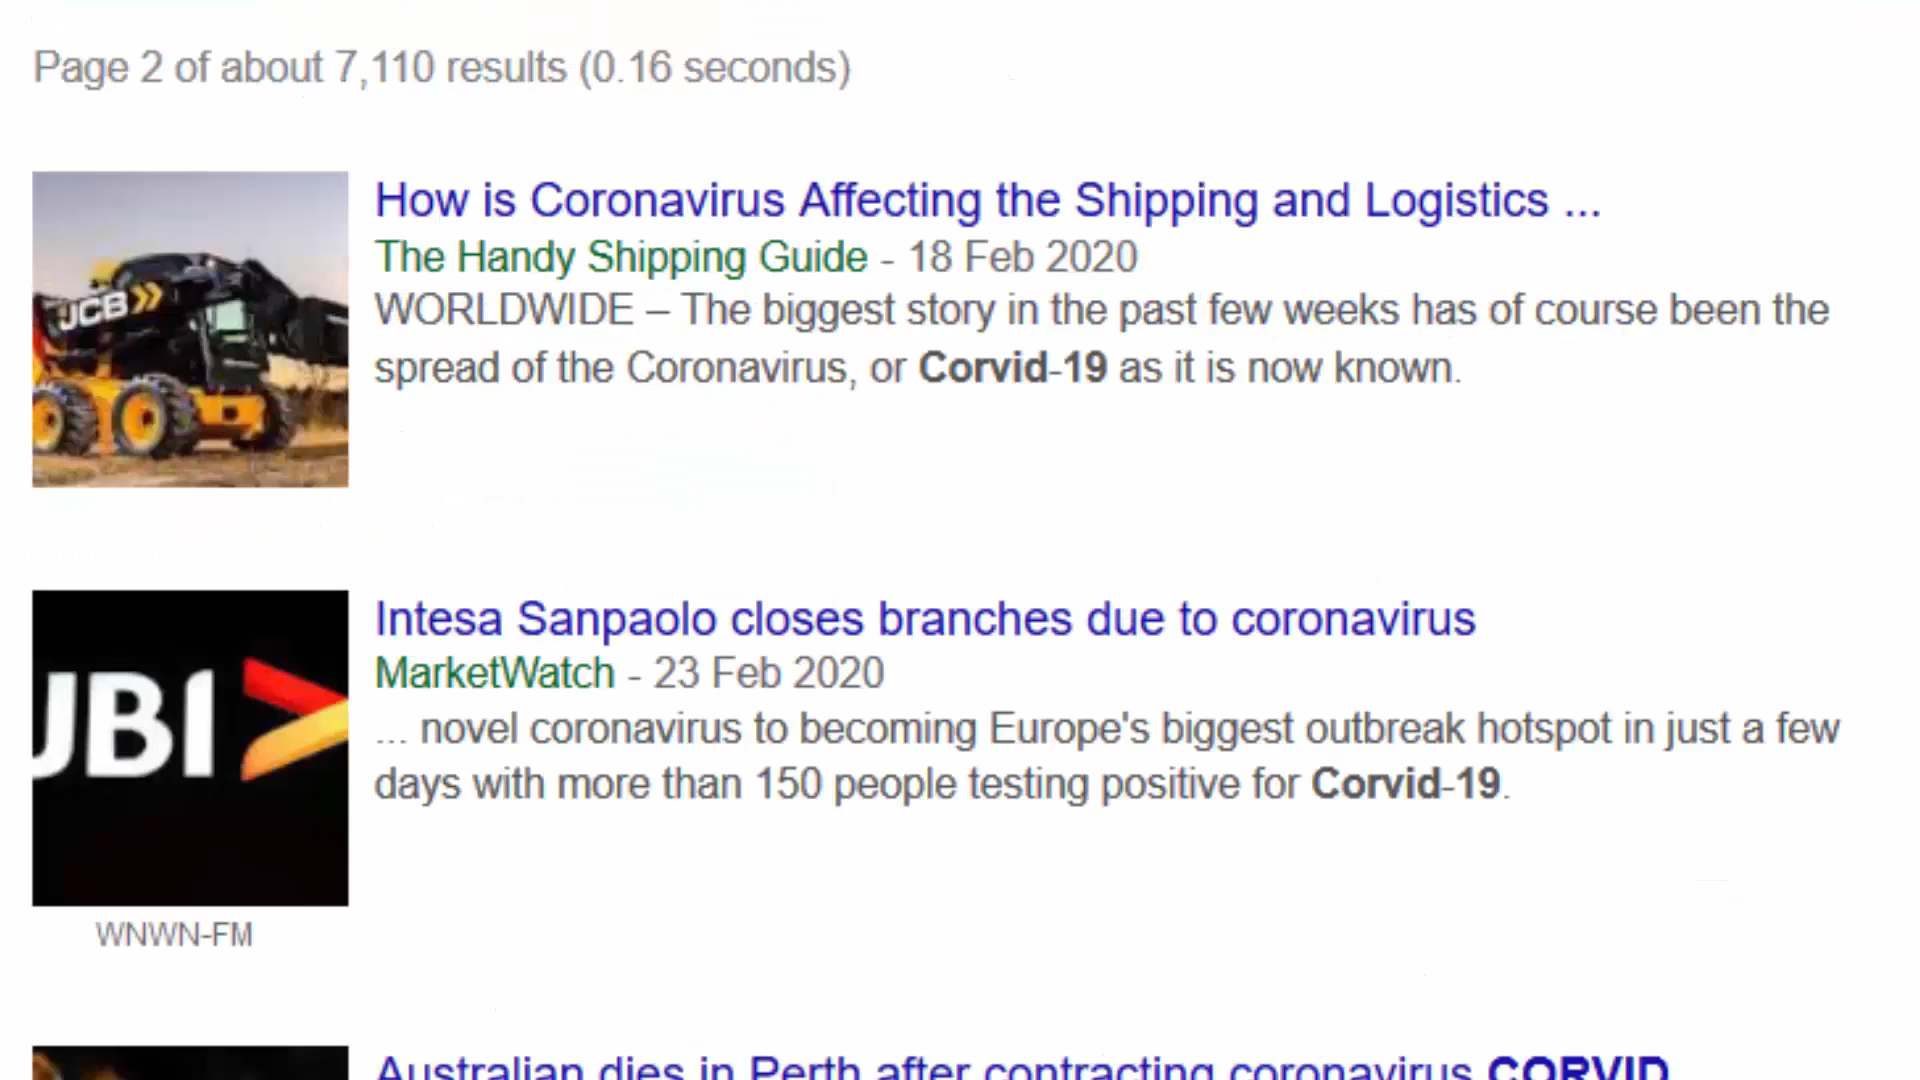 Page 2 of about 7,110 results (0.16 seconds)
How is Coronavirus Affecting the Shipping and Logistics ...
The Handy Shipping Guide - 18 Feb 2020
WORLDWIDE – The biggest story in the past few weeks has of course been the
spread of the Coronavirus, or Corvid-19 as it is now known.
JCB
Intesa Sanpaolo closes branches due to coronavirus
MarketWatch - 23 Feb 2020
... novel coronavirus to becoming Europe's biggest outbreak hotspot in just a few
days with more than 150 people testing positive for Corvid-19.
UBI
WNWN-FM
Australian dies in Perth after contracting coronavirus CORVID